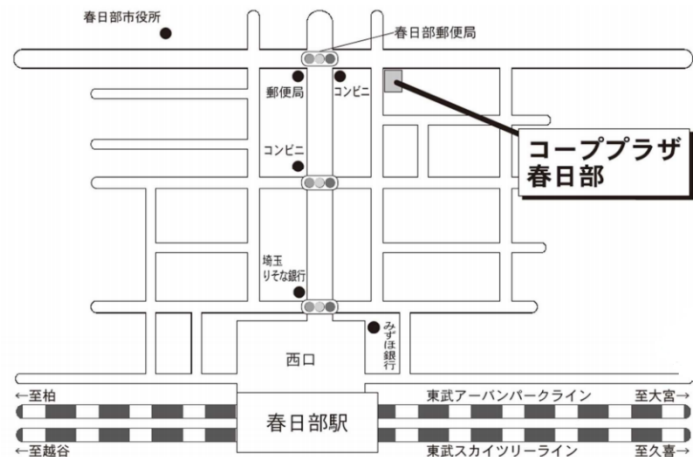 春日部市役所
春日部郵便局
郵便局
コンビニ
コーププラザ
春日部
コンビニ
埼玉
りそな銀行
みずほ銀行
西口
←至柏
東武アーバンパークライン
至大宮→
春日部駅
←至越谷
東武スカイツリーライン
至久喜→